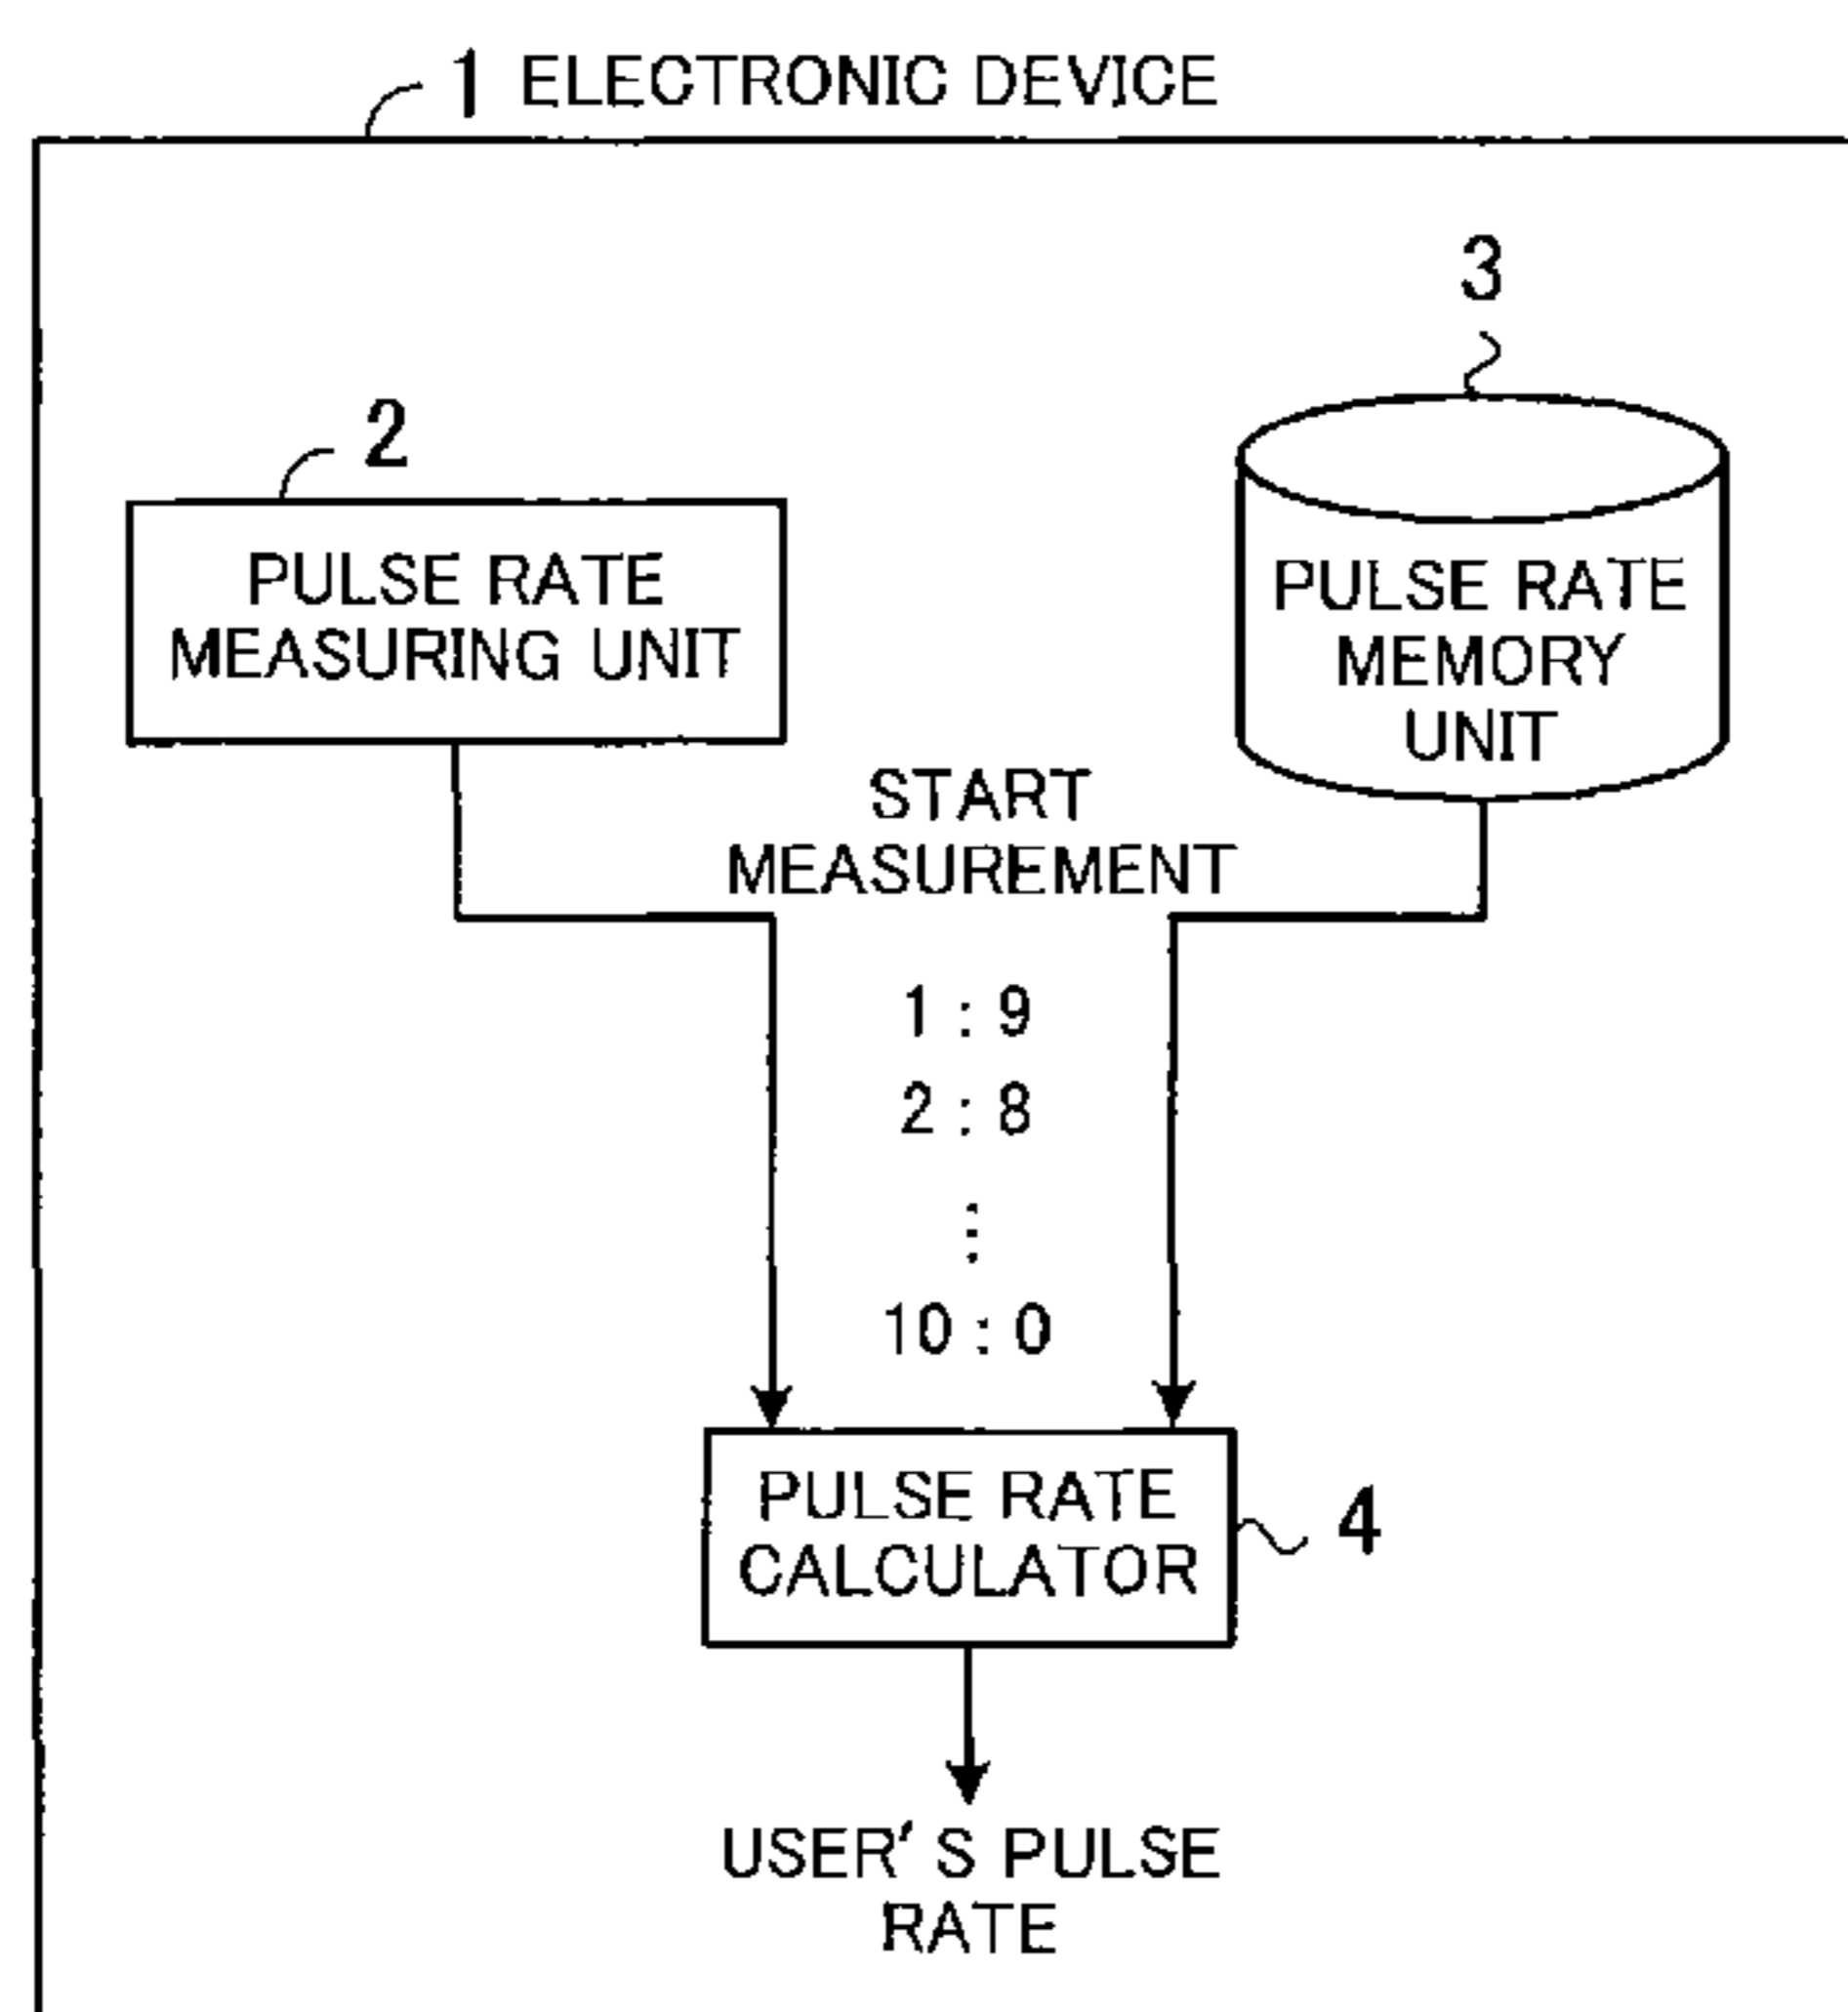 1 ELECTRONIC DEVICE
3
2
PULSE RATE
MEASURING UNIT
PULSE RATE
MEMORY
UNIT
START
MEASUREMENT
1 : 9
2 : 8
⋮
10 : 0
PULSE RATE
CALCULATOR
4
USER'S PULSE
RATE